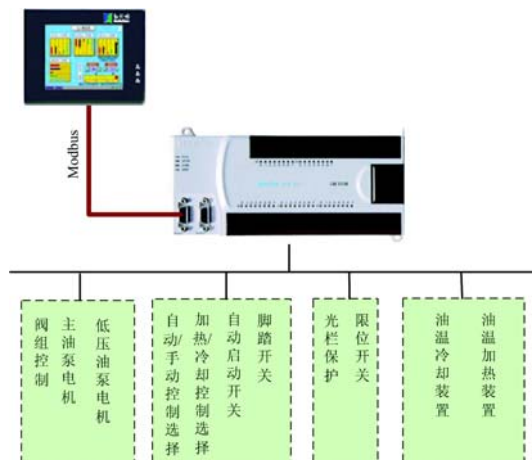 Modbus
阀组控制
主油泵电机
低压油泵电机
自动/手动控制选择
加热/冷却控制选择
自动启动开关
脚踏开关
光栏保护
限位开关
油温冷却装置
油温加热装置